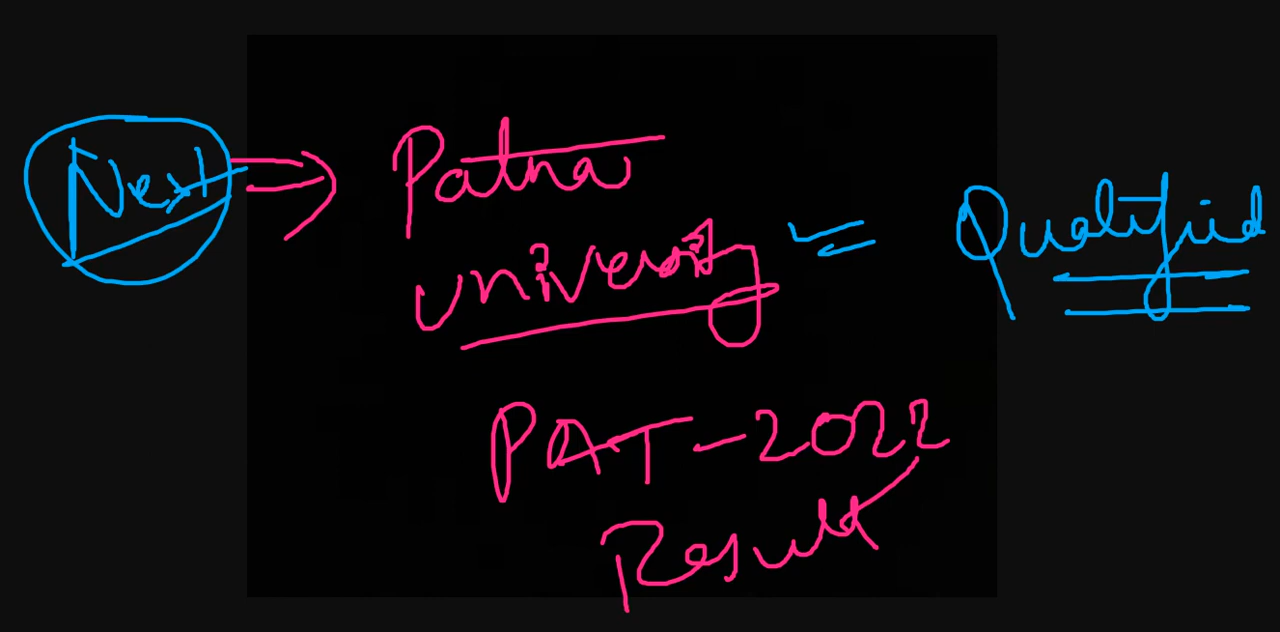 Next ⇒ Patna
University = Qualified
PAT-2022
Result